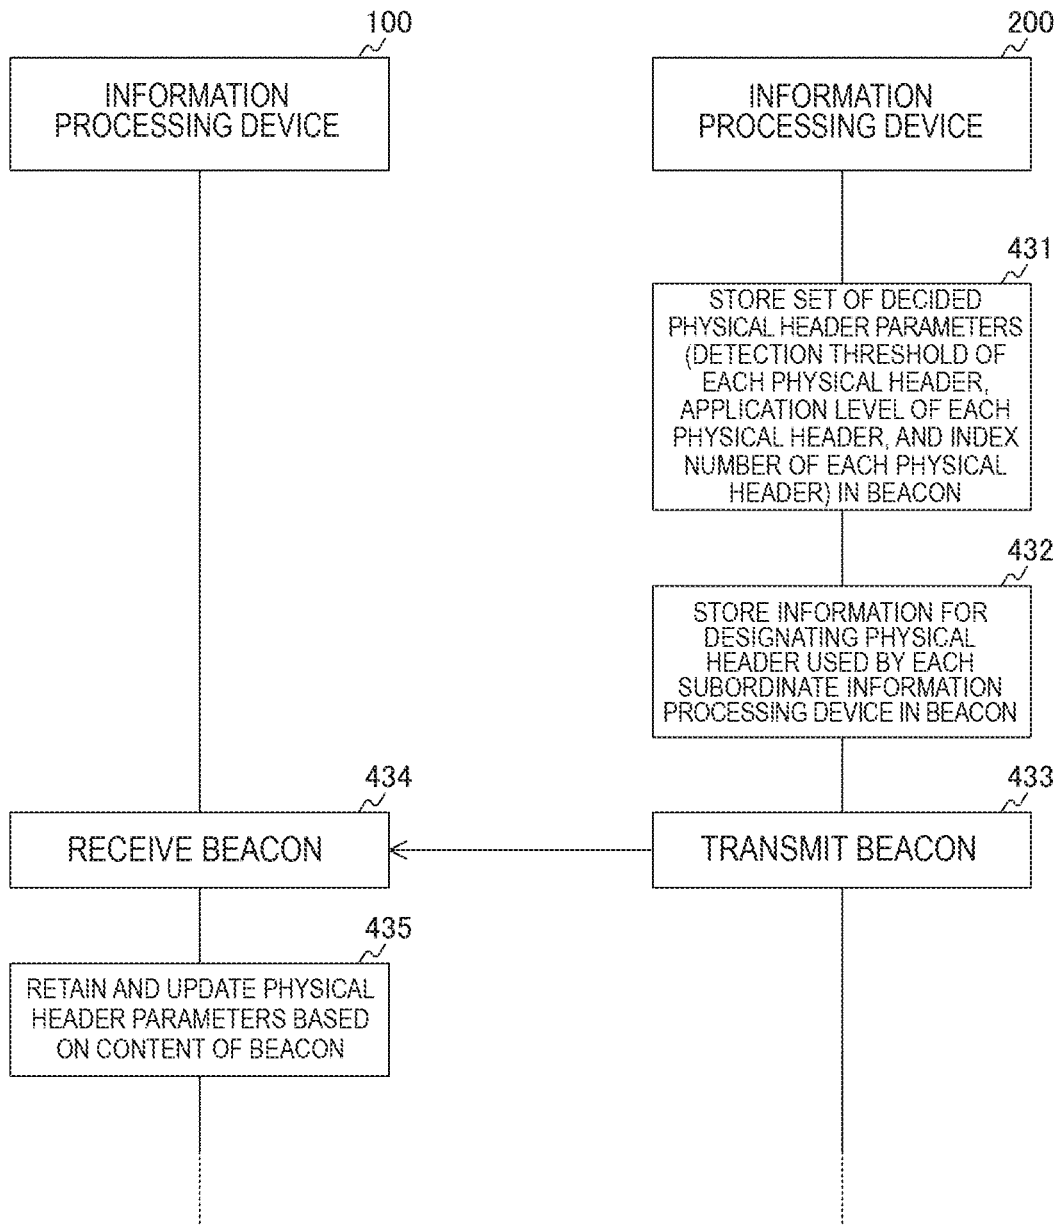 100
INFORMATION
PROCESSING DEVICE
200
INFORMATION
PROCESSING DEVICE
431
STORE SET OF DECIDED
PHYSICAL HEADER PARAMETERS
(DETECTION THRESHOLD OF
EACH PHYSICAL HEADER,
APPLICATION LEVEL OF EACH
PHYSICAL HEADER, AND INDEX
NUMBER OF EACH PHYSICAL
HEADER) IN BEACON
432
STORE INFORMATION FOR
DESIGNATING PHYSICAL
HEADER USED BY EACH
SUBORDINATE INFORMATION
PROCESSING DEVICE IN BEACON
434
RECEIVE BEACON
433
TRANSMIT BEACON
435
RETAIN AND UPDATE PHYSICAL
HEADER PARAMETERS BASED
ON CONTENT OF BEACON